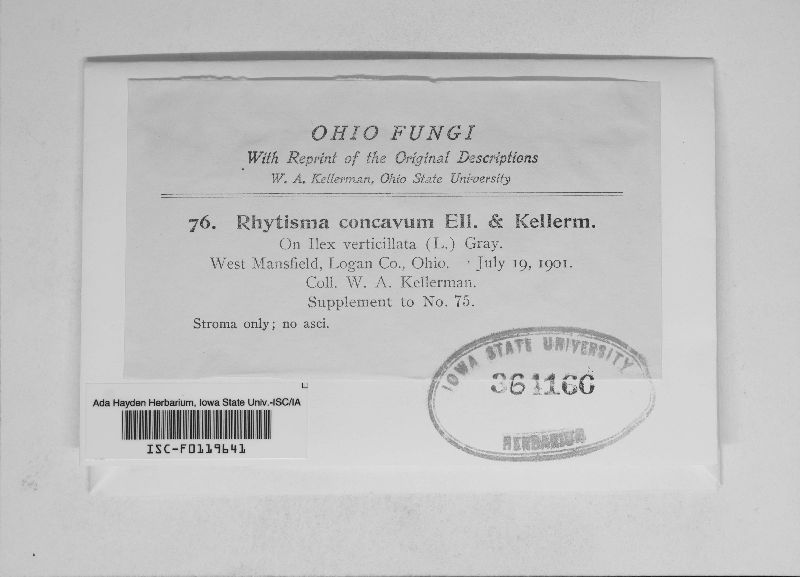 OHIO FUNGI
With Reprint of the Original Descriptions
W. A. Kellerman, Ohio State University
76. Rhytisma concavum Ell. & Kellerm.
On Ilex verticillata (L.) Gray.
West Mansfield, Logan Co., Ohio. July 19, 1901.
Coll. W. A. Kellerman.
Supplement to No. 75.
Stroma only; no asci.
IOWA STATE UNIVERSITY
361160
HERBARIUM
Ada Hayden Herbarium, Iowa State Univ.-ISC/IA
ISC-F0119641